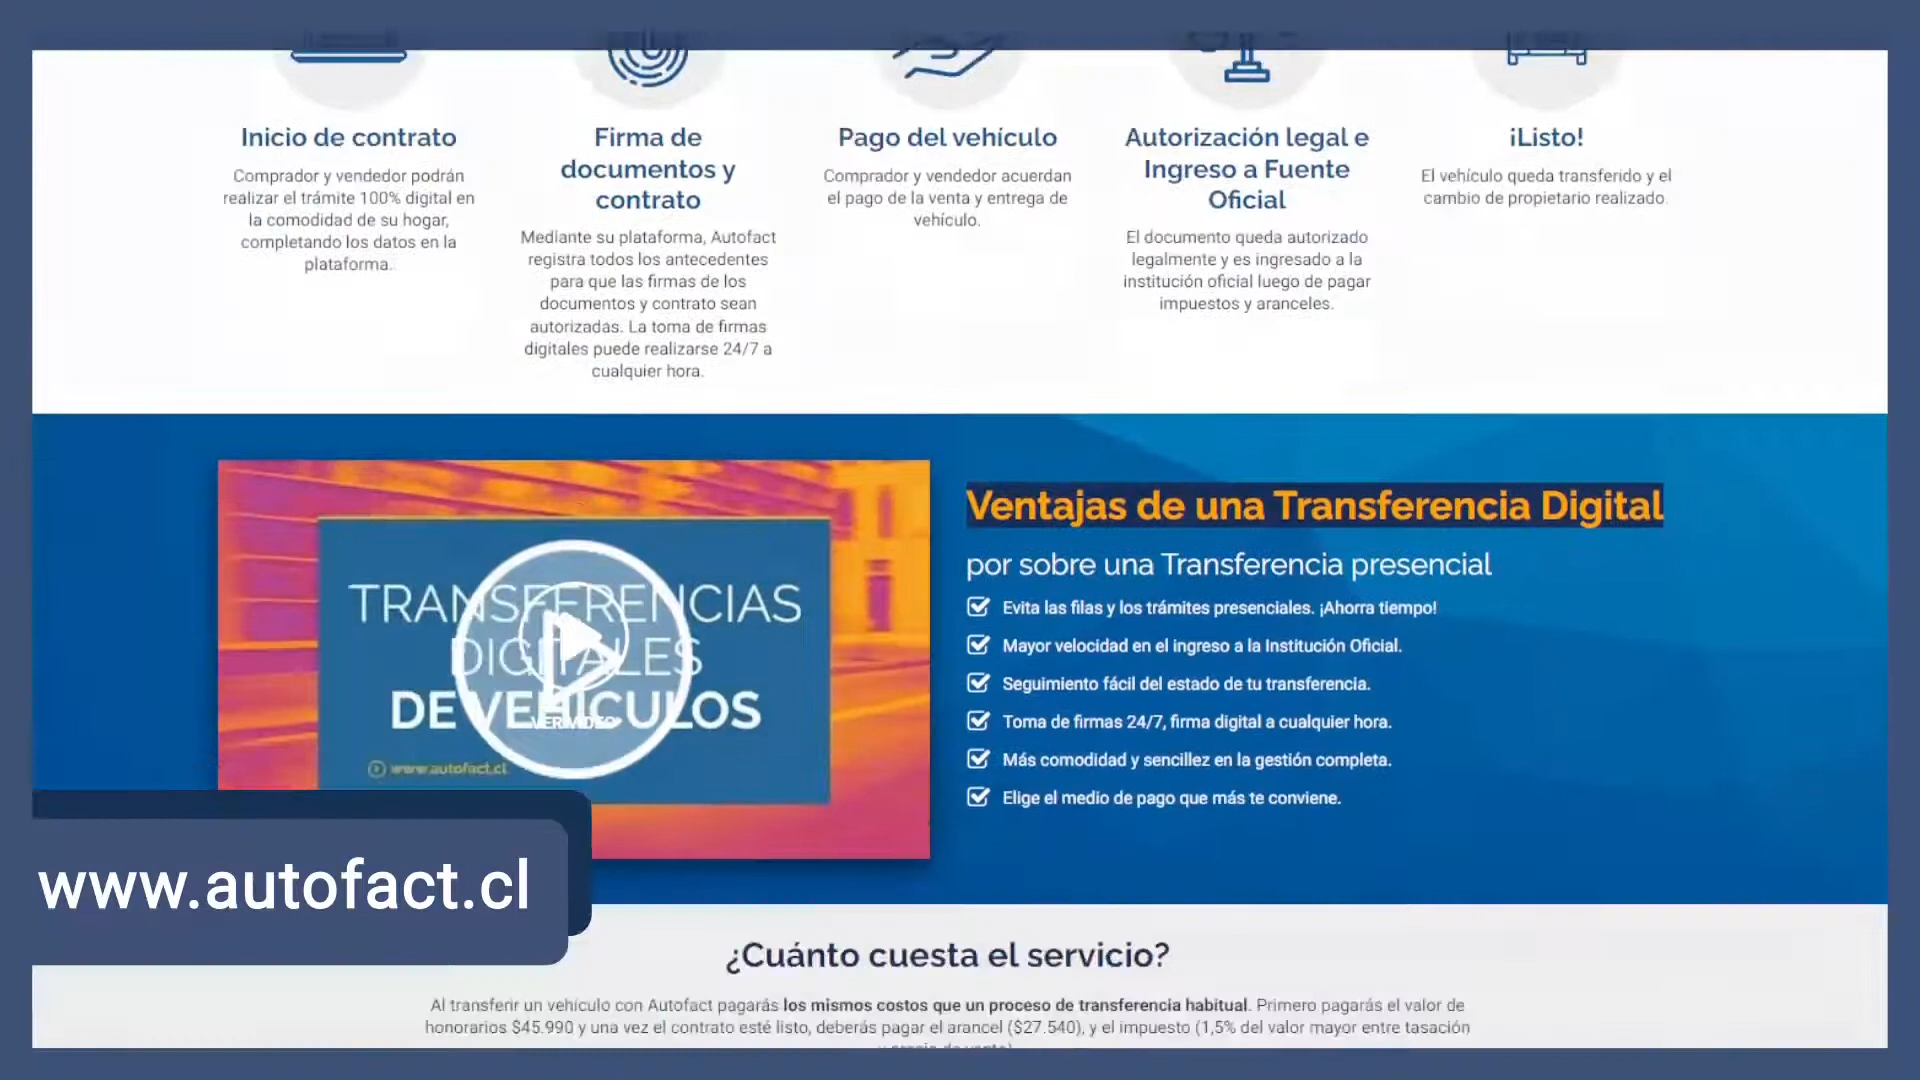 Inicio de contrato
Comprador y vendedor podrán
realizar el trámite 100% digital en
la comodidad de su hogar,
completando los datos en la
plataforma.
Firma de
documentos y
contrato
Mediante su plataforma, Autofact
registra todos los antecedentes
para que las firmas de los
documentos y contrato sean
autorizadas. La toma de firmas
digitales puede realizarse 24/7 a
cualquier hora.
Pago del vehículo
Comprador y vendedor acuerdan
el pago de la venta y entrega de
vehículo.
Autorización legal e
Ingreso a Fuente
Oficial
El documento queda autorizado
legalmente y es ingresado a la
institución oficial luego de pagar
impuestos y aranceles.
¡Listo!
El vehículo queda transferido y el
cambio de propietario realizado.
TRANSFERENCIAS
DIGITALES
DE VEHÍCULOS
VER VIDEO
www.autofact.cl
Ventajas de una Transferencia Digital
por sobre una Transferencia presencial
Evita las filas y los trámites presenciales. ¡Ahorra tiempo!
Mayor velocidad en el ingreso a la Institución Oficial.
Seguimiento fácil del estado de tu transferencia.
Toma de firmas 24/7, firma digital a cualquier hora.
Más comodidad y sencillez en la gestión completa.
Elige el medio de pago que más te conviene.
www.autofact.cl
¿Cuánto cuesta el servicio?
Al transferir un vehículo con Autofact pagarás los mismos costos que un proceso de transferencia habitual. Primero pagarás el valor de
honorarios $45.990 y una vez el contrato esté listo, deberás pagar el arancel ($27.540), y el impuesto (1,5% del valor mayor entre tasación